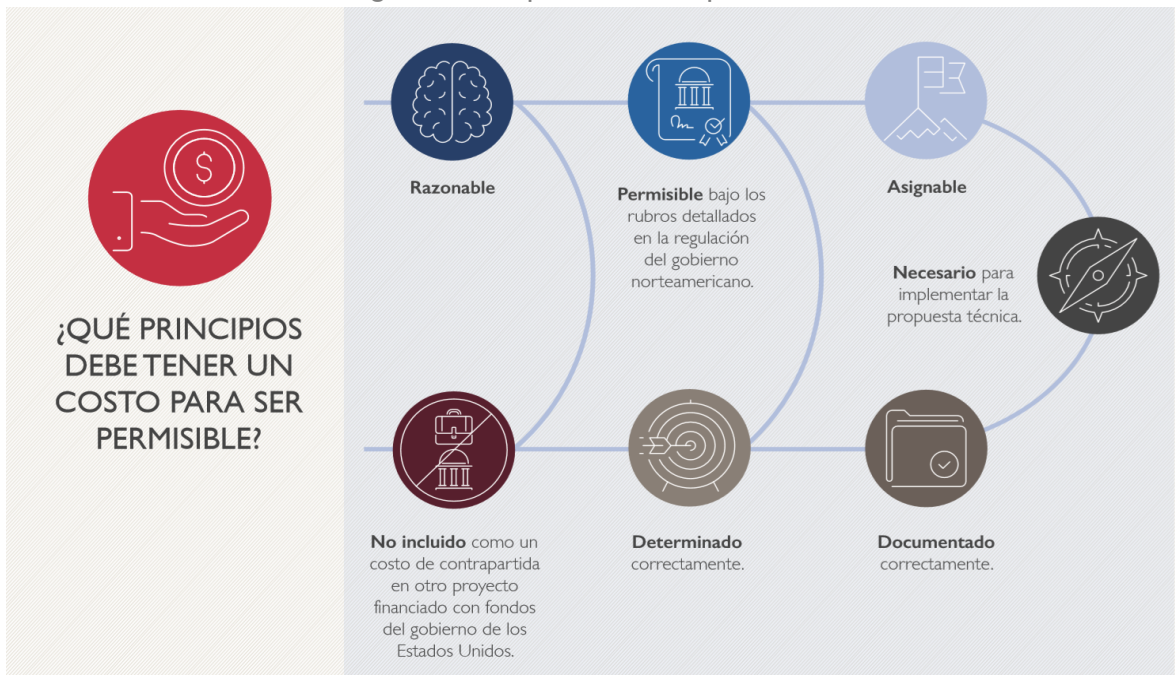 ¿QUÉ PRINCIPIOS
DEBE TENER UN
COSTO PARA SER
PERMISIBLE?
$
Razonable
Permisible bajo los
rubros detallados
en la regulación
del gobierno
norteamericano.
Asignable
Necesario para
implementar la
propuesta técnica.
No incluido como un
costo de contrapartida
en otro proyecto
financiado con fondos
del gobierno de los
Estados Unidos.
Determinado
correctamente.
Documentado
correctamente.